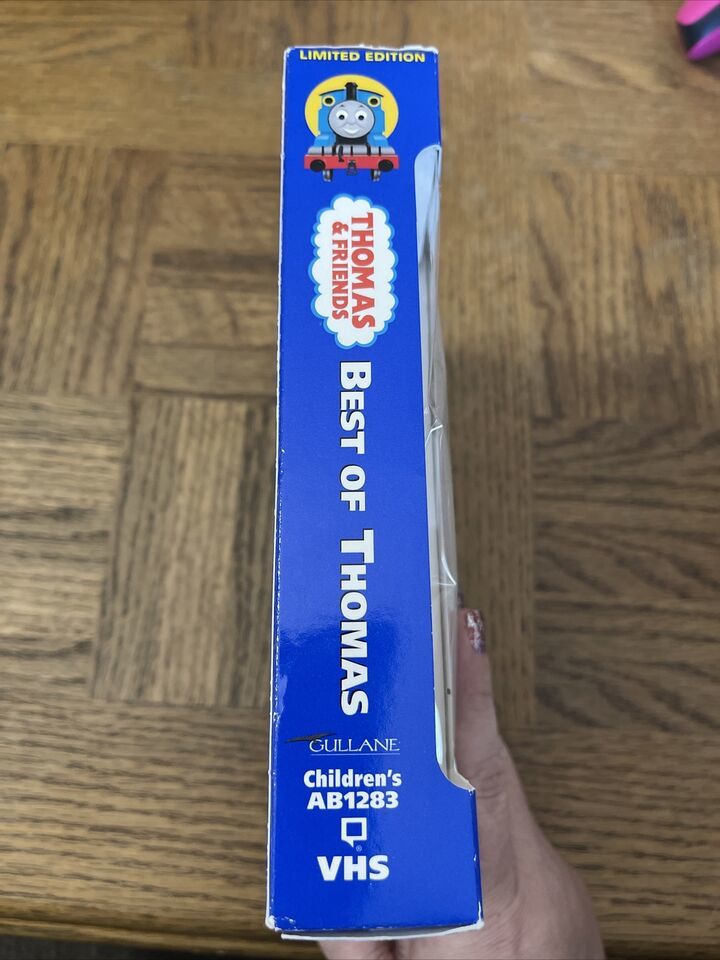 LIMITED EDITION
THOMAS
& FRIENDS
BEST OF THOMAS
GULLANE
Children's
AB1283
®
VHS